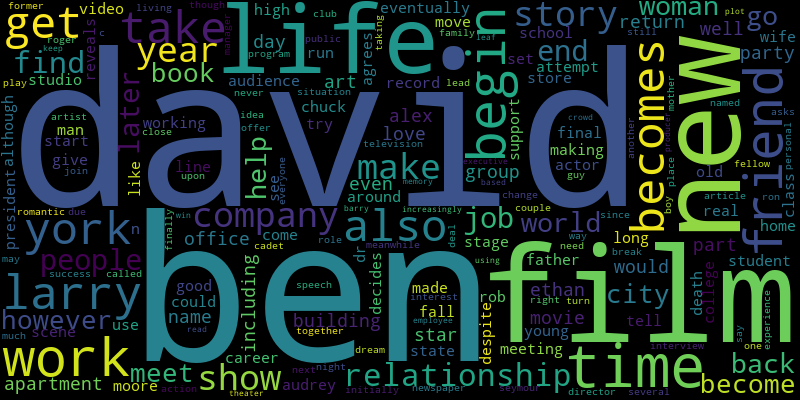 former
video
high
eventually
woman
get
take
life
story
return
go
living
though
club
move
family
plot
still
roger
keep
reveals
c
manager
public
program
leaf
taking
agrees
well
wife
year
day
run
school
party
find
book
begin
end
set
attempt
studio
audience
art
store
lead
record
play
later
never
chuck
david
new
friend
becomes
another
president
although
artist
man
working
idea
situation
alex
support
final
named
mother
producer
asks
personal
close
offer
try
love
making
crowd
old
start
line
television
actor
fellow
give
like
help
see
everyone
make
group
guy
executive
place
boy
class
join
upon
even
based
real
article
ron
romantic
due
memory
change
home
york
n
company
around
barry
increasingly
couple
since
experience
finally
win
also
job
world
long
part
people
office
come
role
meanwhile
deal
stage
way
need
break
student
may
cadet
dr
father
would
college
larry
ben
film
success
called
including
good
speech
made
interest
using
rob
ethan
right
turn
city
death
could
decides
fall
despite
young
movie
tell
however
use
name
building
employee
star
time
say
much
scene
read
together
career
state
meeting
interview
one
work
meet
show
dream
relationship
back
apartment
moore
audrey
next
night
become
action
theater
initially
newspaper
seymour
director
several